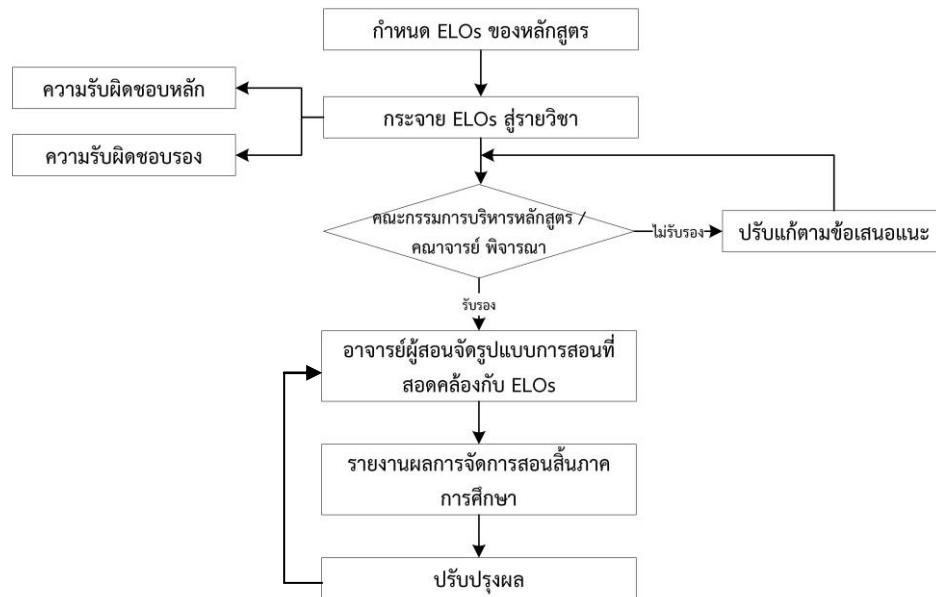 กำหนด ELOs ของหลักสูตร
ความรับผิดชอบหลัก
กระจาย ELOs สู่รายวิชา
ความรับผิดชอบรอง
คณะกรรมการบริหารหลักสูตร /
คณาจารย์ พิจารณา
ไม่รับรอง
ปรับแก้ตามข้อเสนอแนะ
รับรอง
อาจารย์ผู้สอนจัดรูปแบบการสอนที่
สอดคล้องกับ ELOs
รายงานผลการจัดการสอนสิ้นภาค
การศึกษา
ปรับปรุงผล